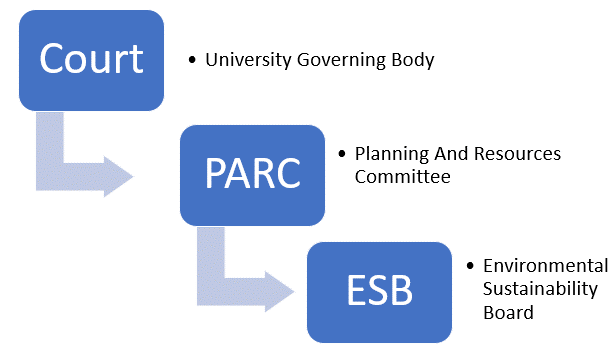 Court
• University Governing Body
PARC
• Planning And Resources
Committee
ESB
• Environmental
Sustainability
Board